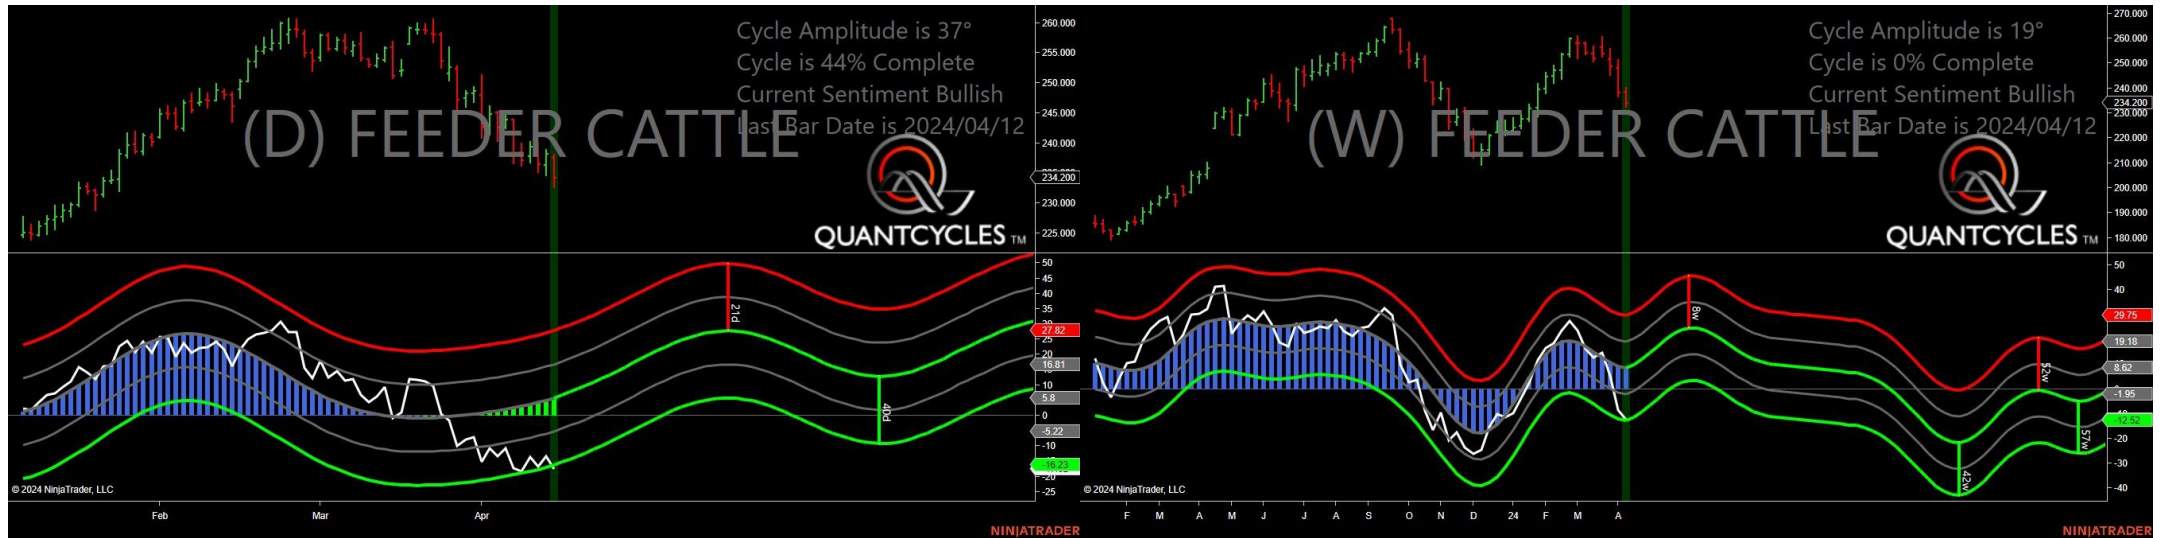 Cycle Amplitude is 37°
Cycle is 44% Complete
Current Sentiment Bullish
Last Bar Date is 2024/04/12
(D) FEEDER CATTLE
QUANTCYCLES TM
260.000
255.000
250.000
245.000
240.000
234.200
230.000
225.000
50
45
40
35
27.82
25
20
16.81
10
5.8
0
-5.22
-10
-16.23
-20
-25
21d
40d
© 2024 NinjaTrader, LLC
Feb Mar Apr
NINJATRADER
Cycle Amplitude is 19°
Cycle is 0% Complete
Current Sentiment Bullish
Last Bar Date is 2024/04/12
(W) FEEDER CATTLE
QUANTCYCLES TM
270.000
260.000
250.000
240.000
234.200
230.000
220.000
210.000
200.000
190.000
180.000
50
40
29.75
19.18
8.62
-1.95
-12.52
-20
-30
-40
8w
42w
52w
57w
© 2024 NinjaTrader, LLC
F M A M J J A S O N D 24 F M A
NINJATRADER